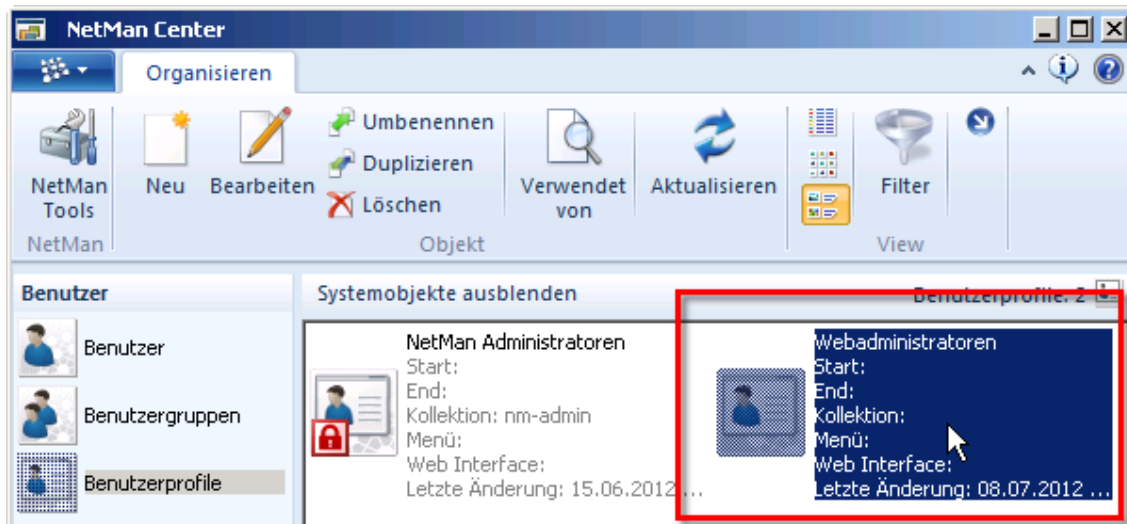 NetMan Center
Organisieren
NetMan Tools
Neu
Bearbeiten
Umbenennen
Duplizieren
Löschen
Verwendet von
Aktualisieren
Filter
NetMan
Objekt
View
Benutzer
Systemobjekte ausblenden
Benutzerprofile: 2
Benutzer
Benutzergruppen
Benutzerprofile
NetMan Administratoren
Start:
End:
Kollektion: nm-admin
Menü:
Web Interface:
Letzte Änderung: 15.06.2012 ...
Webadministratoren
Start:
End:
Kollektion:
Menü:
Web Interface:
Letzte Änderung: 08.07.2012 ...